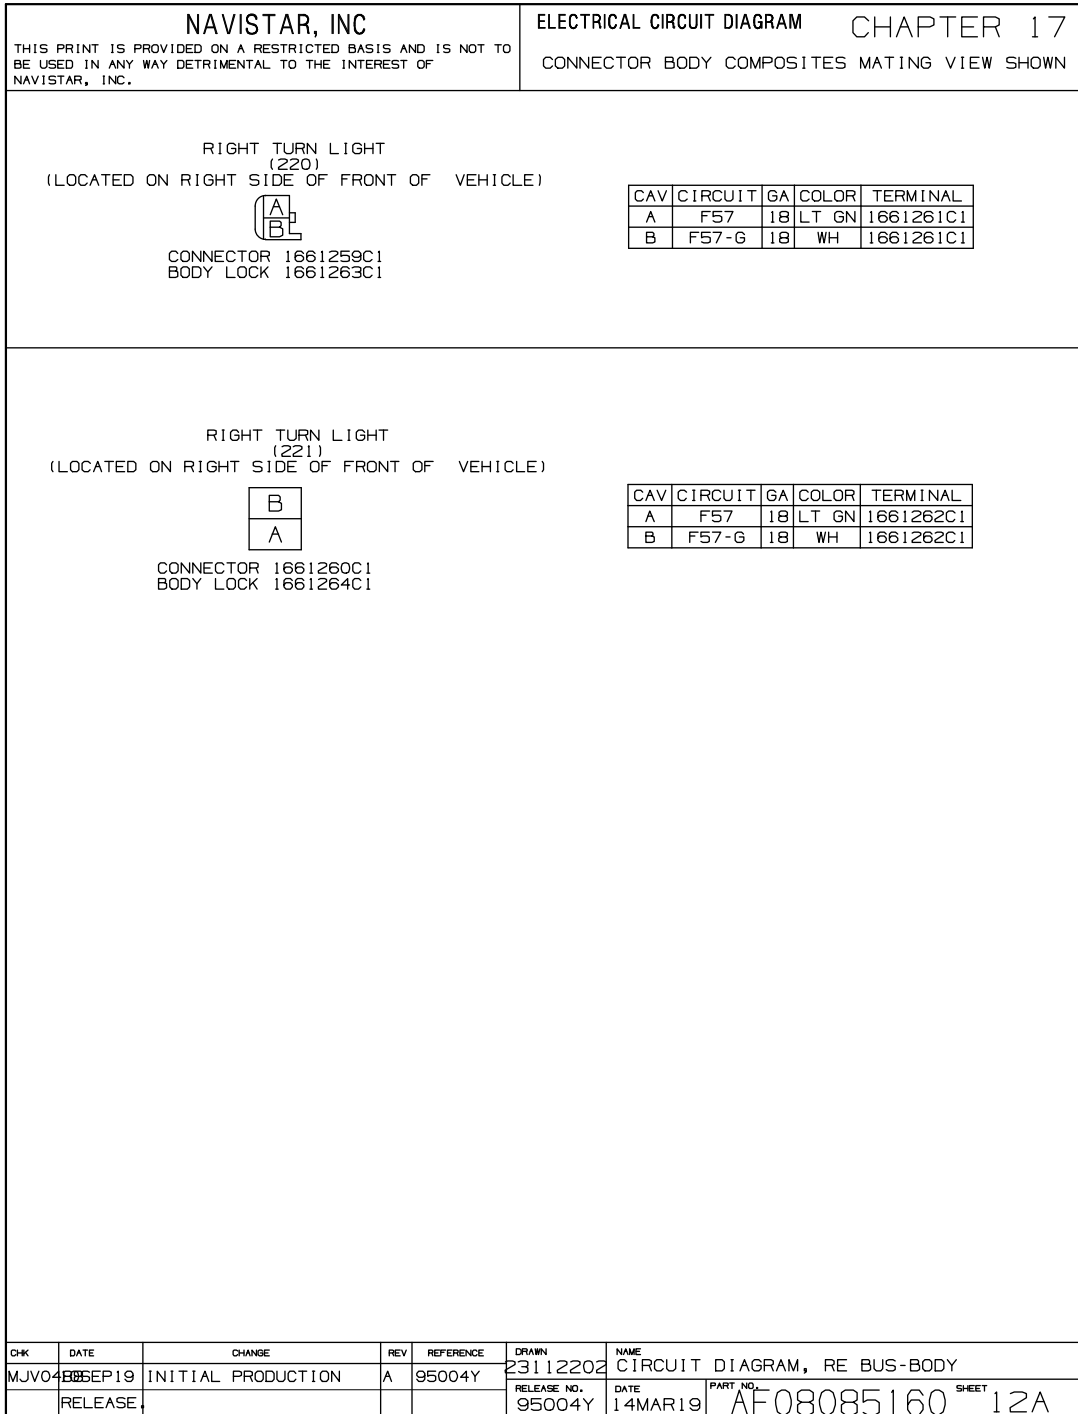 NAVISTAR, INC
THIS PRINT IS PROVIDED ON A RESTRICTED BASIS AND IS NOT TO
BE USED IN ANY WAY DETRIMENTAL TO THE INTEREST OF
NAVISTAR, INC.
ELECTRICAL CIRCUIT DIAGRAM CHAPTER 17
CONNECTOR BODY COMPOSITES MATING VIEW SHOWN
RIGHT TURN LIGHT
(220)
(LOCATED ON RIGHT SIDE OF FRONT OF VEHICLE)
A
B
CONNECTOR 1661259C1
BODY LOCK 1661263C1
CAV CIRCUIT GA COLOR TERMINAL
A F57 18 LT GN 1661261C1
B F57-G 18 WH 1661261C1
RIGHT TURN LIGHT
(221)
(LOCATED ON RIGHT SIDE OF FRONT OF VEHICLE)
B
A
CONNECTOR 1661260C1
BODY LOCK 1661264C1
CAV CIRCUIT GA COLOR TERMINAL
A F57 18 LT GN 1661262C1
B F57-G 18 WH 1661262C1
CHK DATE CHANGE REV REFERENCE
SEP19 INITIAL PRODUCTION A 95004Y
RELEASE.
DRAWN
23112202
NAME
CIRCUIT DIAGRAM, RE BUS-BODY
RELEASE NO.
95004Y
DATE
14MAR19
PART NO.
AF08085160
SHEET
12A